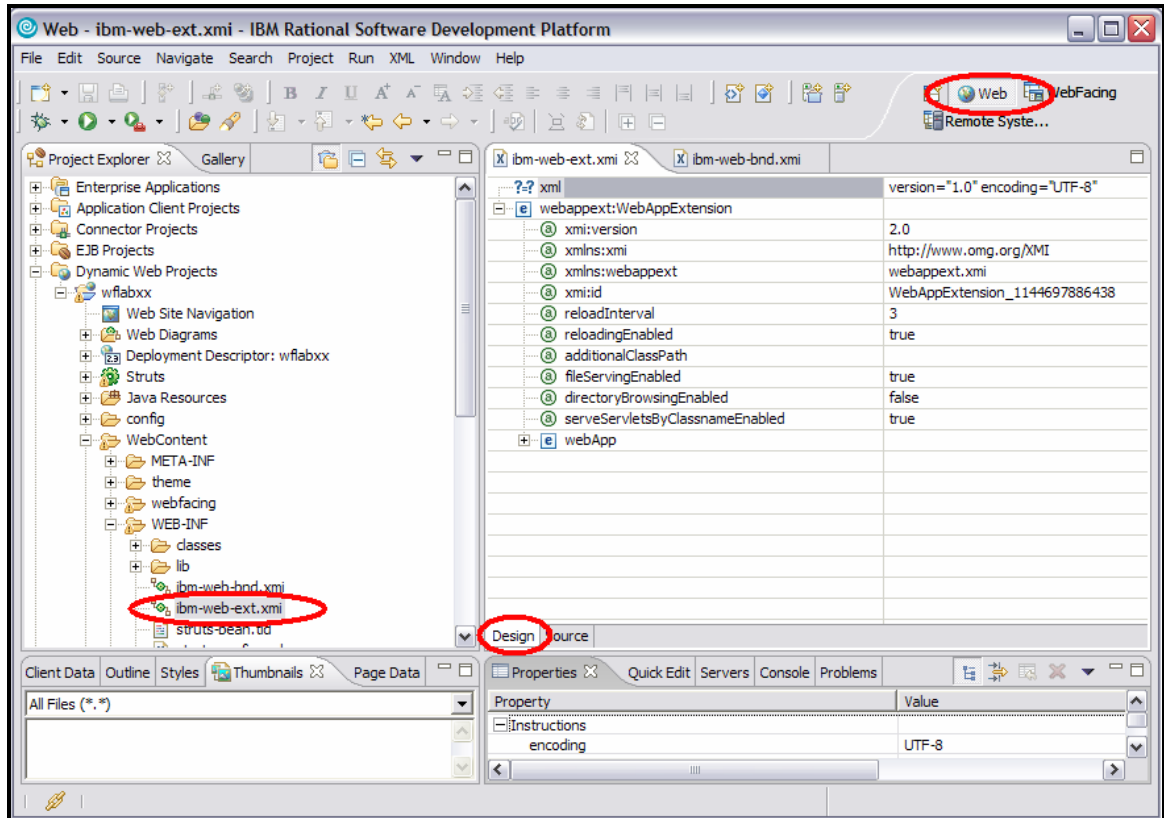 Web - ibm-web-ext.xmi - IBM Rational Software Development Platform
File Edit Source Navigate Search Project Run XML Window Help
B I U A A
Web WebFacing
Remote Syste...
Project Explorer Gallery
Enterprise Applications
Application Client Projects
Connector Projects
EJB Projects
Dynamic Web Projects
wflabxx
Web Site Navigation
Web Diagrams
2.3 Deployment Descriptor: wflabxx
Struts
Java Resources
config
WebContent
META-INF
theme
webfacing
WEB-INF
classes
lib
ibm-web-bnd.xmi
ibm-web-ext.xmi
struts-bean.tld
ibm-web-ext.xmi ibm-web-bnd.xmi
?=? xml version="1.0" encoding="UTF-8"
e webappext:WebAppExtension
a xmi:version 2.0
a xmlns:xmi http://www.omg.org/XMI
a xmlns:webappext webappext.xmi
a xmi:id WebAppExtension_1144697886438
a reloadInterval 3
a reloadingEnabled true
a additionalClassPath
a fileServingEnabled true
a directoryBrowsingEnabled false
a serveServletsByClassnameEnabled true
e webApp
Design Source
Client Data Outline Styles Thumbnails Page Data
All Files (*.*)
Properties Quick Edit Servers Console Problems
Property Value
Instructions
encoding UTF-8